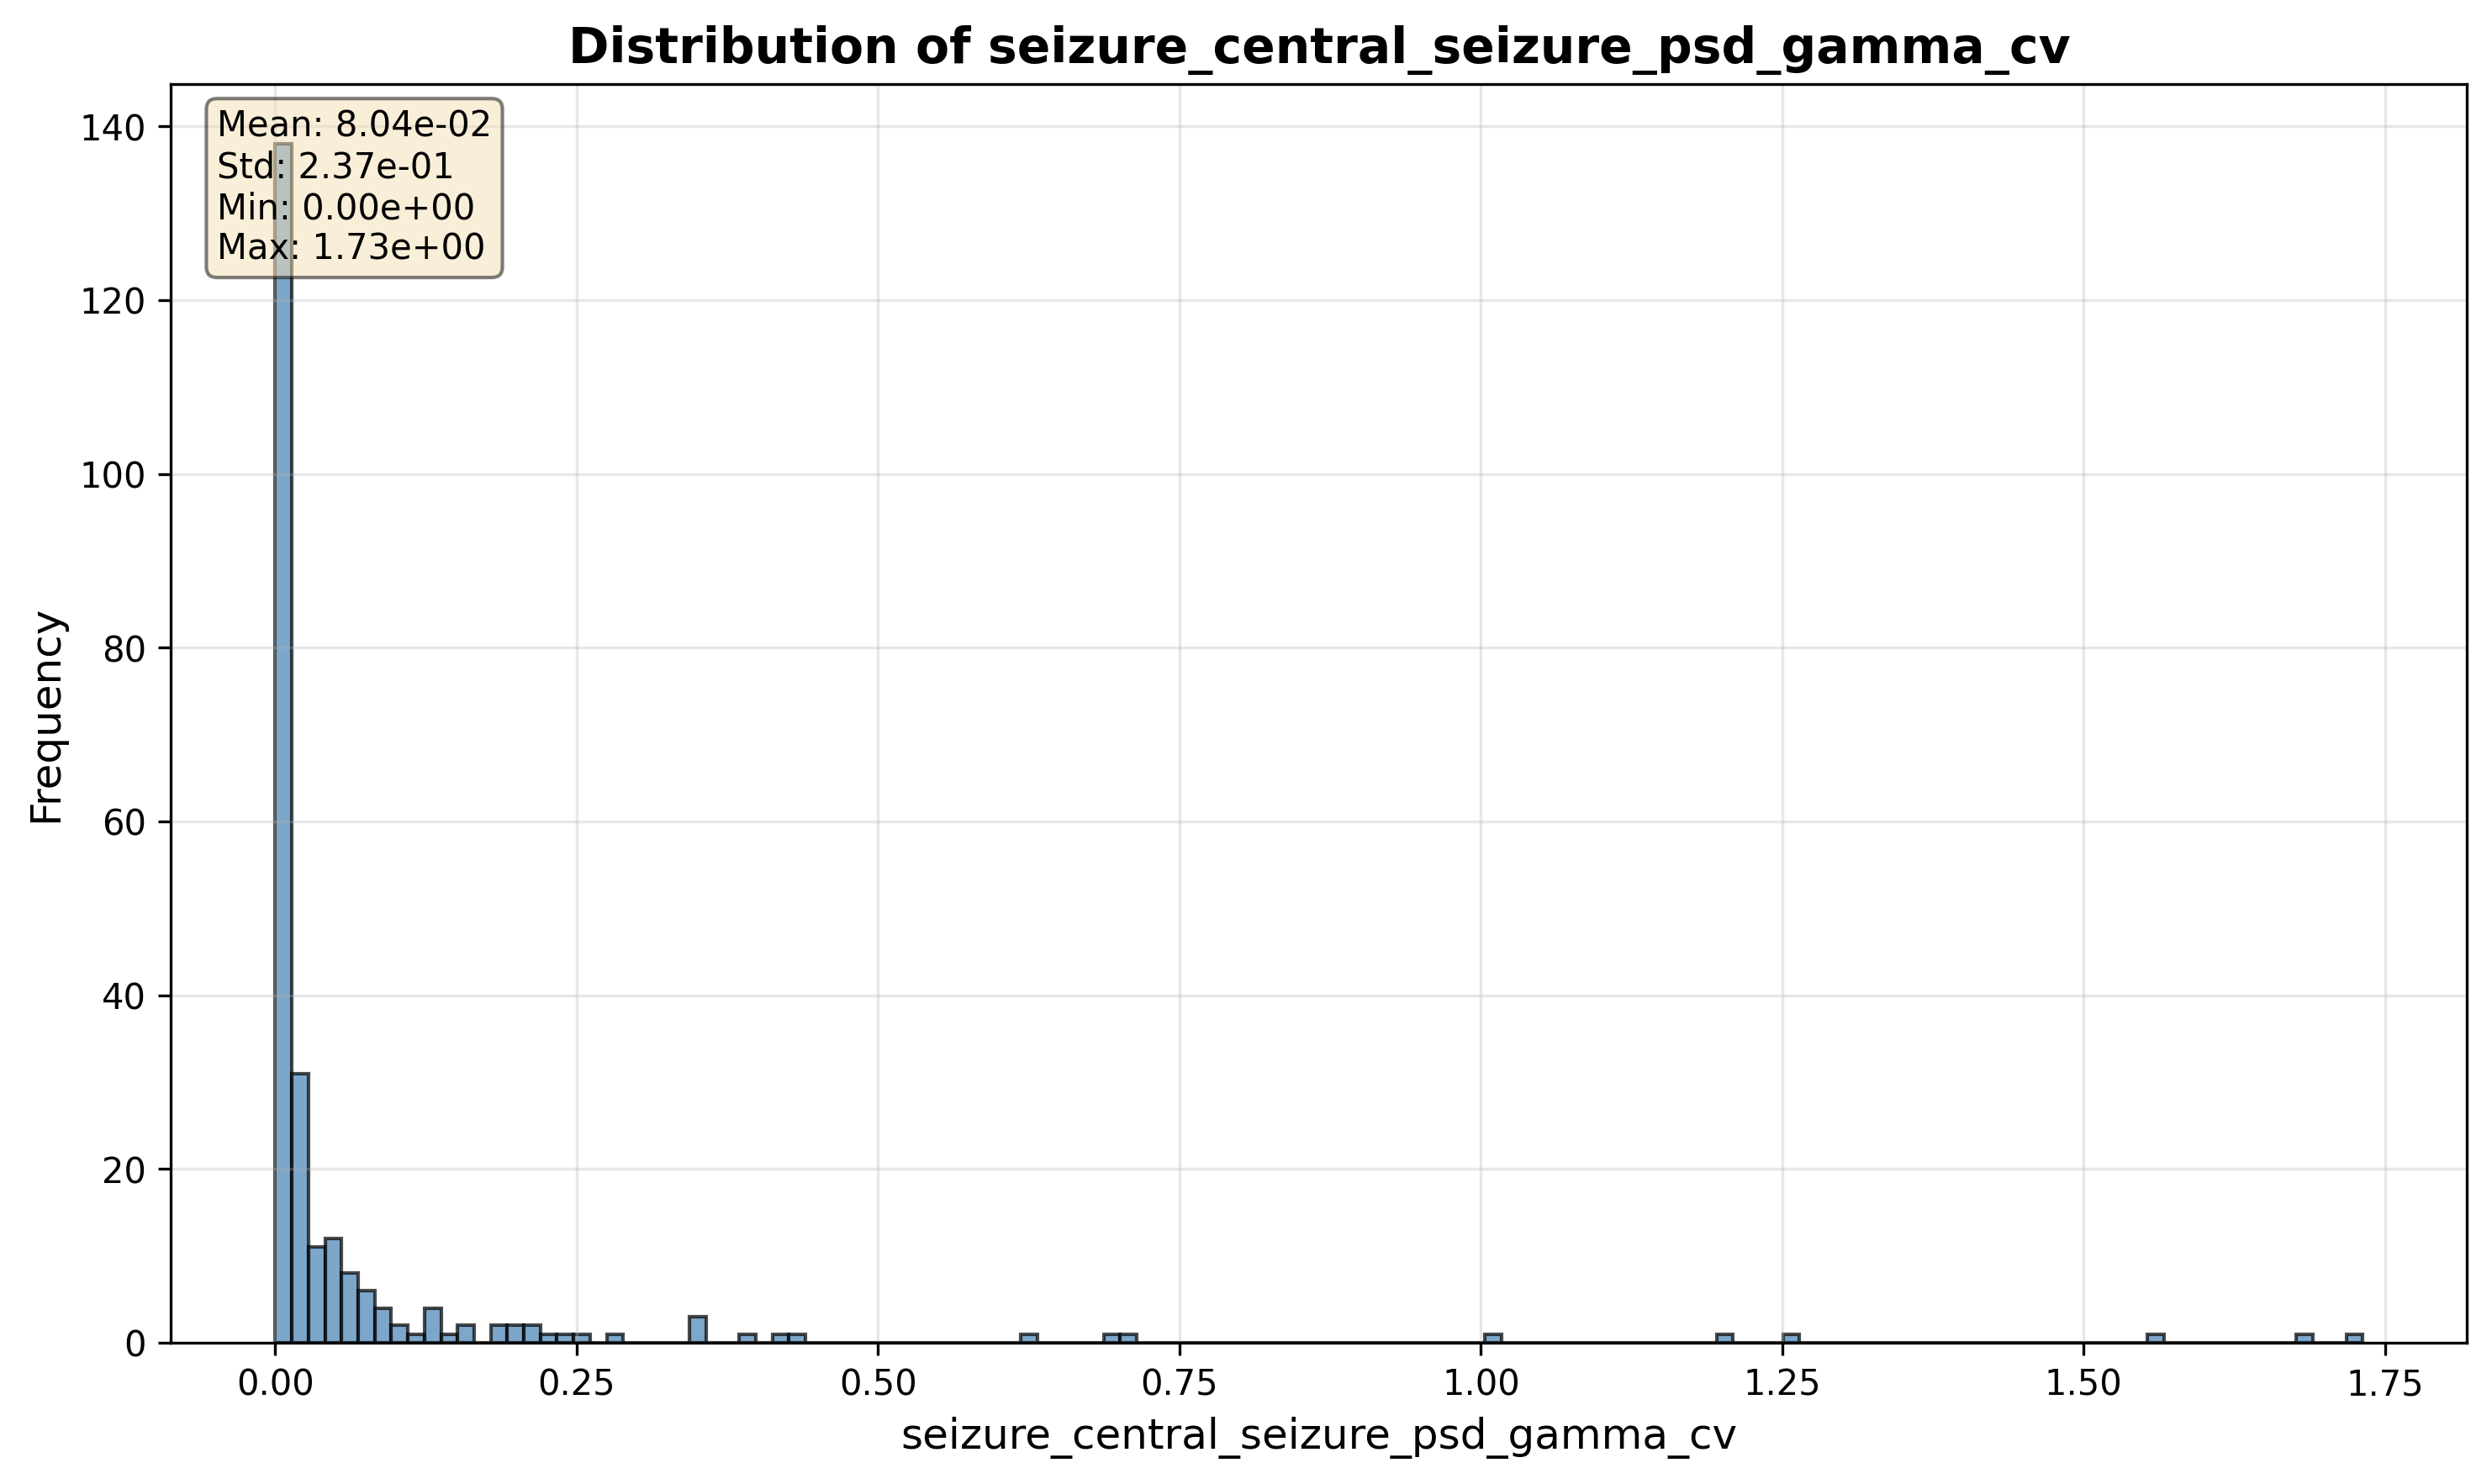 Distribution of seizure_central_seizure_psd_gamma_cv
Mean: 8.04e-02
Std: 2.37e-01
Min: 0.00e+00
Max: 1.73e+00
140
120
100
80
60
40
20
0
Frequency
0.00 0.25 0.50 0.75 1.00 1.25 1.50 1.75
seizure_central_seizure_psd_gamma_cv